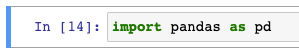 In [14]: import pandas as pd